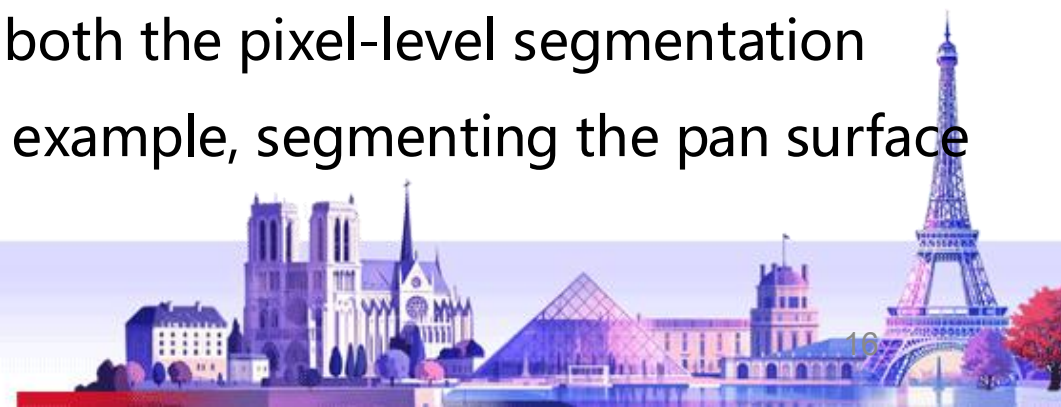 both the pixel-level segmentation
example, segmenting the pan surface
16